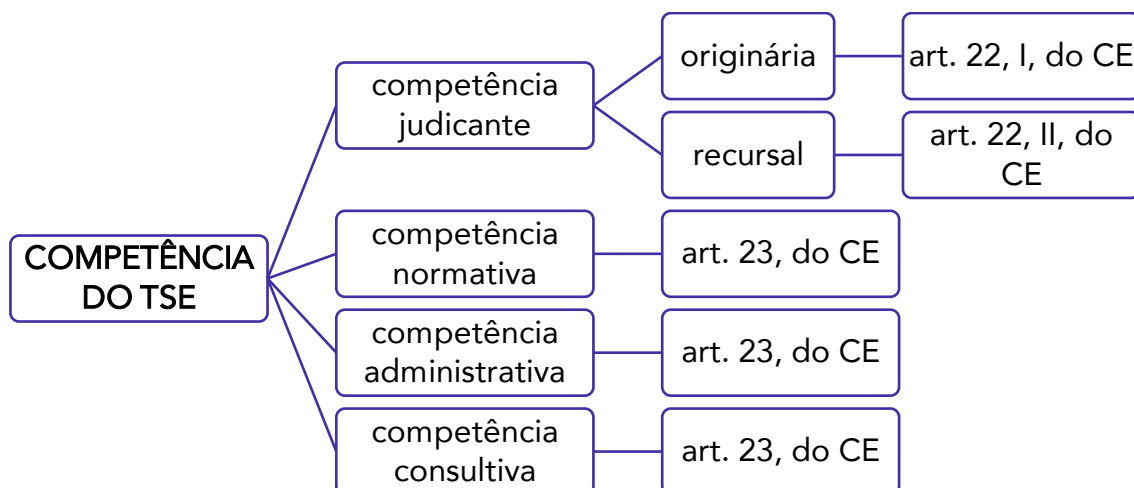 COMPETÊNCIA
DO TSE
competência
judicante
originária
art. 22, I, do CE
recursal
art. 22, II, do
CE
competência
normativa
art. 23, do CE
competência
administrativa
art. 23, do CE
competência
consultiva
art. 23, do CE